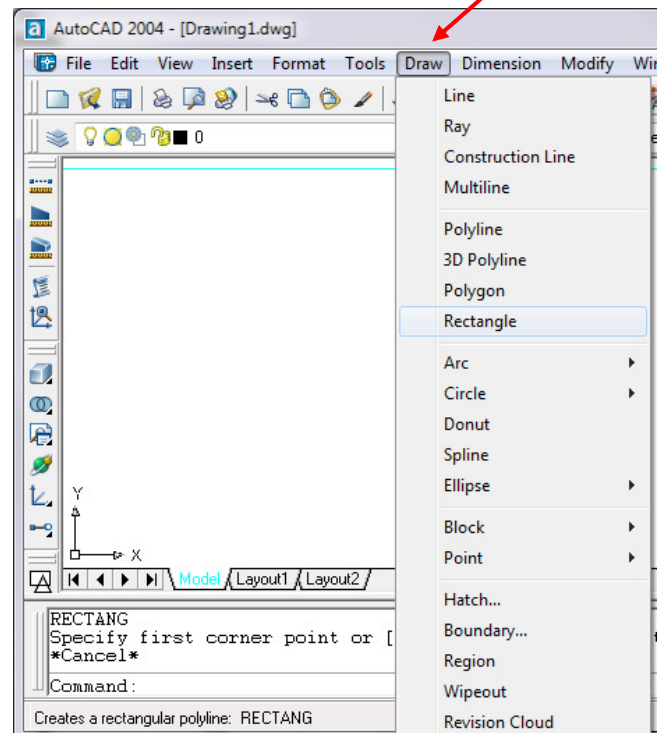 AutoCAD 2004 - [Drawing1.dwg]
File Edit View Insert Format Tools Draw Dimension Modify
0
Line
Ray
Construction Line
Multiline
Polyline
3D Polyline
Polygon
Rectangle
Arc
Circle
Donut
Spline
Ellipse
Block
Point
Hatch...
Boundary...
Region
Wipeout
Revision Cloud
Y
X
Model Layout1 Layout2
RECTANG
Specify first corner point or [
*Cancel*
Command:
Creates a rectangular polyline: RECTANG